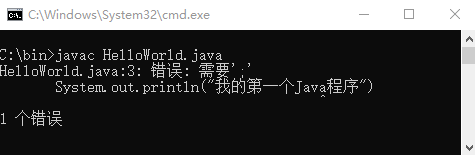 C:\Windows\System32\cmd.exe
C:\bin>javac HelloWorld.java
HelloWorld.java:3: 错误: 需要';'
System.out.println("我的第一个Java程序")
^
1 个错误